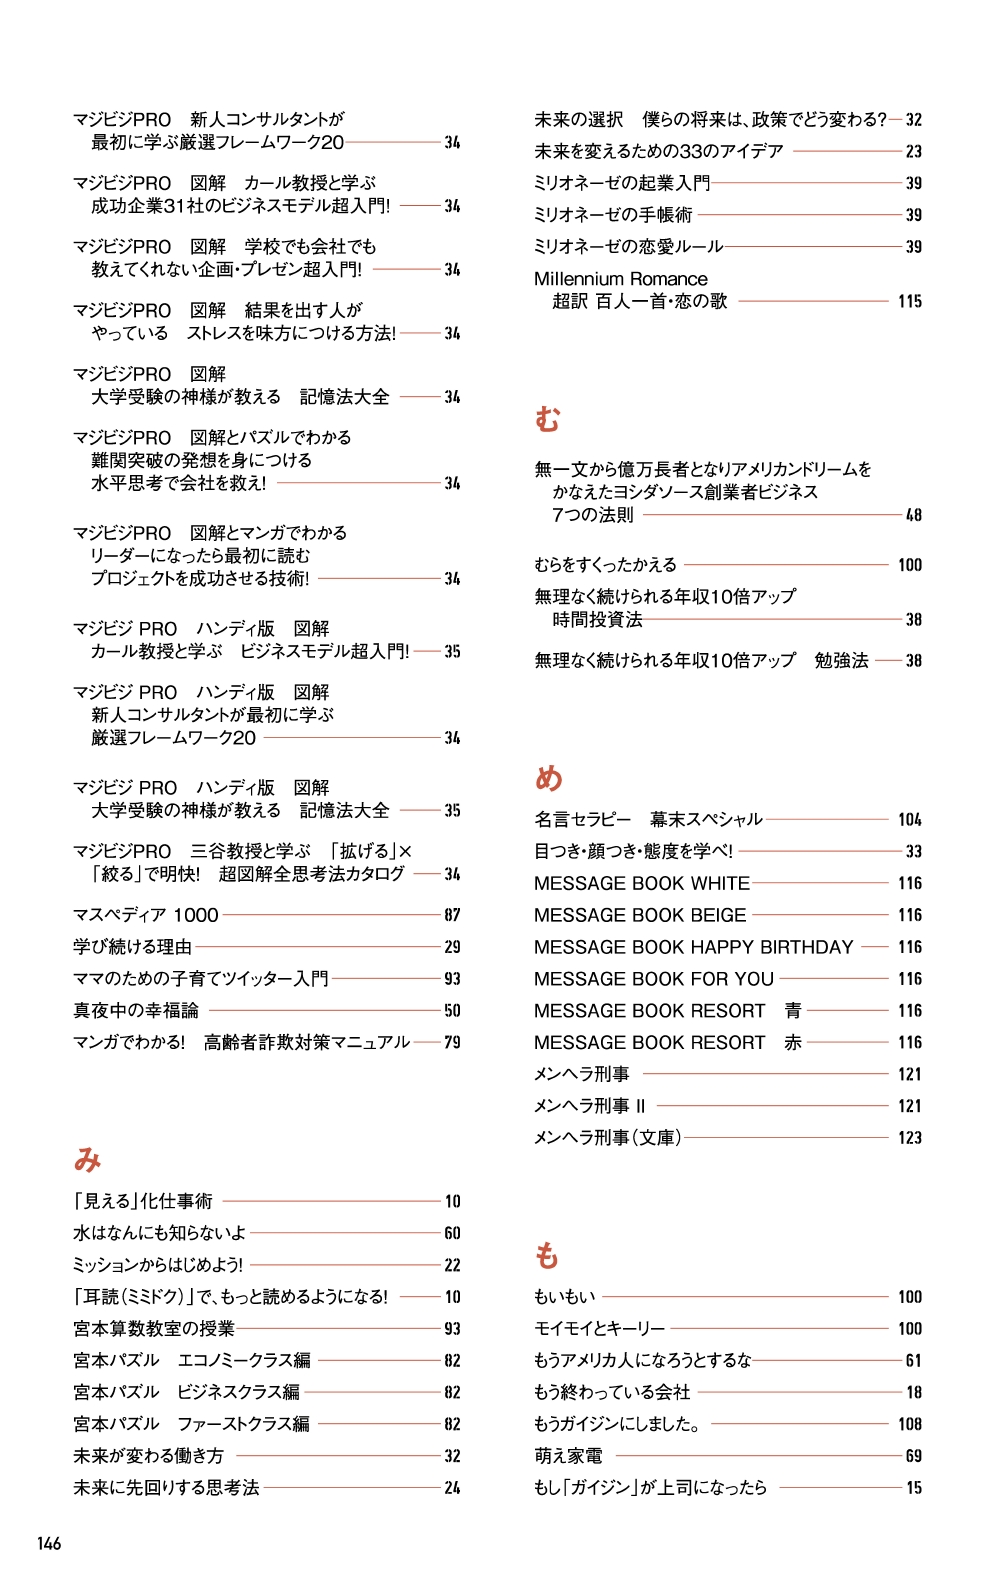 マジビジPRO　新人コンサルタントが
最初に学ぶ厳選フレームワーク20 34
マジビジPRO　図解　カール教授と学ぶ
成功企業31社のビジネスモデル超入門! 34
マジビジPRO　図解　学校でも会社でも
教えてくれない企画・プレゼン超入門! 34
マジビジPRO　図解　結果を出す人が
やっている　ストレスを味方につける方法! 34
マジビジPRO　図解
大学受験の神様が教える　記憶法大全 34
マジビジPRO　図解とパズルでわかる
難関突破の発想を身につける
水平思考で会社を救え! 34
マジビジPRO　図解とマンガでわかる
リーダーになったら最初に読む
プロジェクトを成功させる技術! 34
マジビジ PRO　ハンディ版　図解
カール教授と学ぶ　ビジネスモデル超入門! 35
マジビジ PRO　ハンディ版　図解
新人コンサルタントが最初に学ぶ
厳選フレームワーク20 34
マジビジ PRO　ハンディ版　図解
大学受験の神様が教える　記憶法大全 35
マジビジPRO　三谷教授と学ぶ　「拡げる」×
「絞る」で明快!　超図解全思考法カタログ 34
マスペディア 1000 87
学び続ける理由 29
ママのための子育てツイッター入門 93
真夜中の幸福論 50
マンガでわかる!　高齢者詐欺対策マニュアル 79
み
「見える」化仕事術 10
水はなんにも知らないよ 60
ミッションからはじめよう! 22
「耳読（ミミドク）」で、もっと読めるようになる! 10
宮本算数教室の授業 93
宮本パズル　エコノミークラス編 82
宮本パズル　ビジネスクラス編 82
宮本パズル　ファーストクラス編 82
未来が変わる働き方 32
未来に先回りする思考法 24
未来の選択　僕らの将来は、政策でどう変わる? 32
未来を変えるための33のアイデア 23
ミリオネーゼの起業入門 39
ミリオネーゼの手帳術 39
ミリオネーゼの恋愛ルール 39
Millennium Romance
超訳 百人一首・恋の歌 115
む
無一文から億万長者となりアメリカンドリームを
かなえたヨシダソース創業者ビジネス
7つの法則 48
むらをすくったかえる 100
無理なく続けられる年収10倍アップ
時間投資法 38
無理なく続けられる年収10倍アップ　勉強法 38
め
名言セラピー　幕末スペシャル 104
目つき・顔つき・態度を学べ! 33
MESSAGE BOOK WHITE 116
MESSAGE BOOK BEIGE 116
MESSAGE BOOK HAPPY BIRTHDAY 116
MESSAGE BOOK FOR YOU 116
MESSAGE BOOK RESORT　青 116
MESSAGE BOOK RESORT　赤 116
メンヘラ刑事 121
メンヘラ刑事 II 121
メンヘラ刑事（文庫） 123
も
もいもい 100
モイモイとキーリー 100
もうアメリカ人になろうとするな 61
もう終わっている会社 18
もうガイジンにしました。 108
萌え家電 69
もし「ガイジン」が上司になったら 15
146